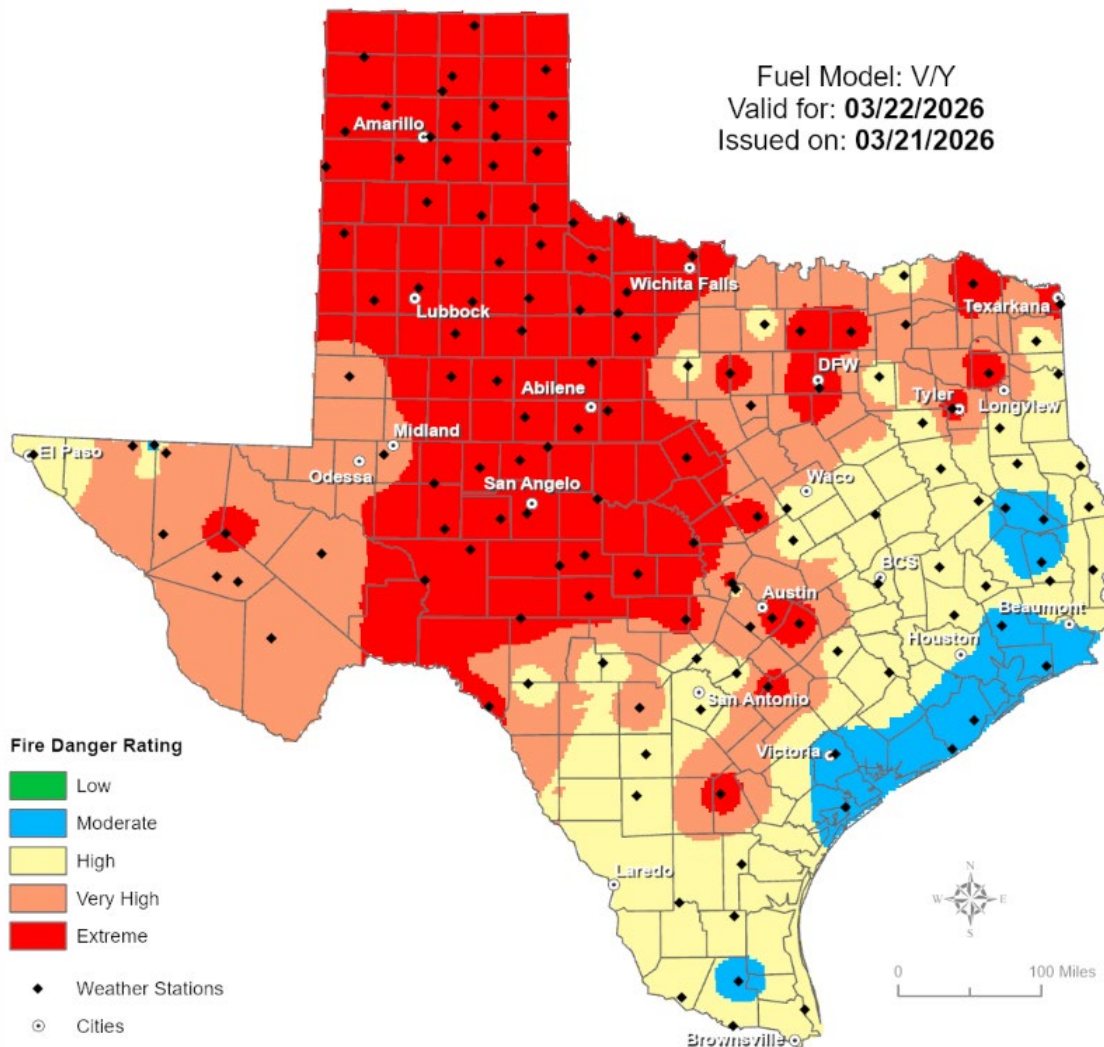 Fuel Model: V/Y
Valid for: 03/22/2026
Issued on: 03/21/2026
Amarillo
Wichita Falls
Lubbock
Texarkana
DFW
Abilene
Tyler
Longview
Midland
El Paso
Odessa
San Angelo
Waco
BCS
Austin
Beaumont
Houston
San Antonio
Victoria
Laredo
Brownsville
Fire Danger Rating
Low
Moderate
High
Very High
Extreme
Weather Stations
Cities
N
W E
S
0 100 Miles